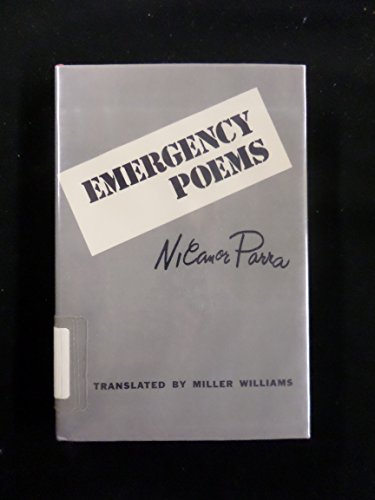 EMERGENCY
POEMS
Nicanor Parra
TRANSLATED BY MILLER WILLIAMS